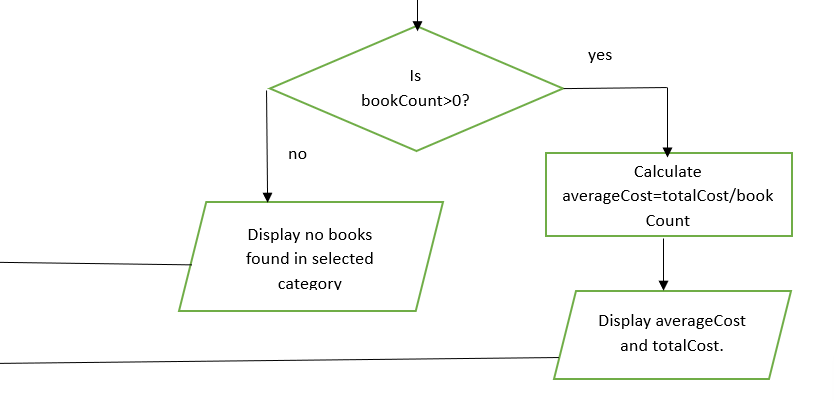 yes
Is
bookCount>0?
no
Calculate
averageCost=totalCost/book
Count
Display no books
found in selected
category
Display averageCost
and totalCost.